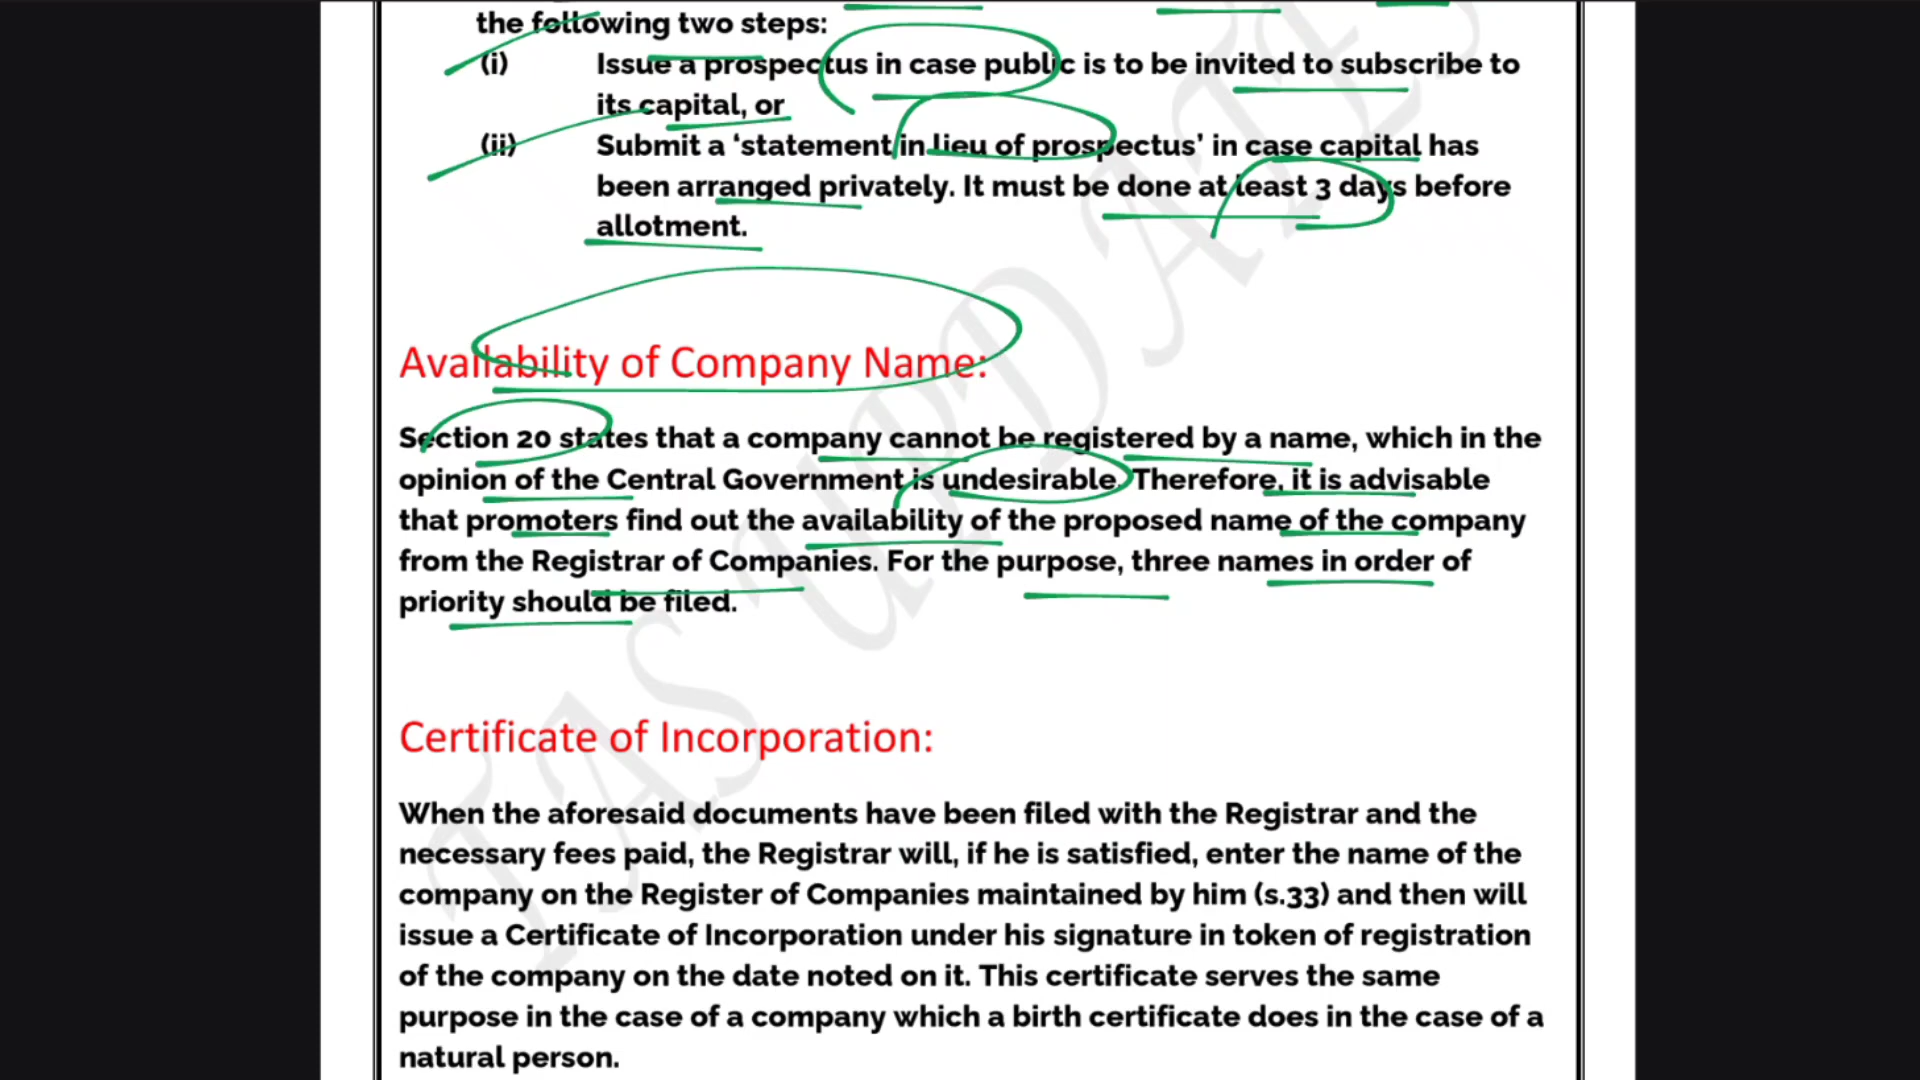 the following two steps:
(i) Issue a prospectus in case public is to be invited to subscribe to
its capital, or
(ii) Submit a ‘statement in lieu of prospectus’ in case capital has
been arranged privately. It must be done at least 3 days before
allotment.
Availability of Company Name:
Section 20 states that a company cannot be registered by a name, which in the
opinion of the Central Government is undesirable. Therefore, it is advisable
that promoters find out the availability of the proposed name of the company
from the Registrar of Companies. For the purpose, three names in order of
priority should be filed.
Certificate of Incorporation:
When the aforesaid documents have been filed with the Registrar and the
necessary fees paid, the Registrar will, if he is satisfied, enter the name of the
company on the Register of Companies maintained by him (s.33) and then will
issue a Certificate of Incorporation under his signature in token of registration
of the company on the date noted on it. This certificate serves the same
purpose in the case of a company which a birth certificate does in the case of a
natural person.
TAS UPDATES